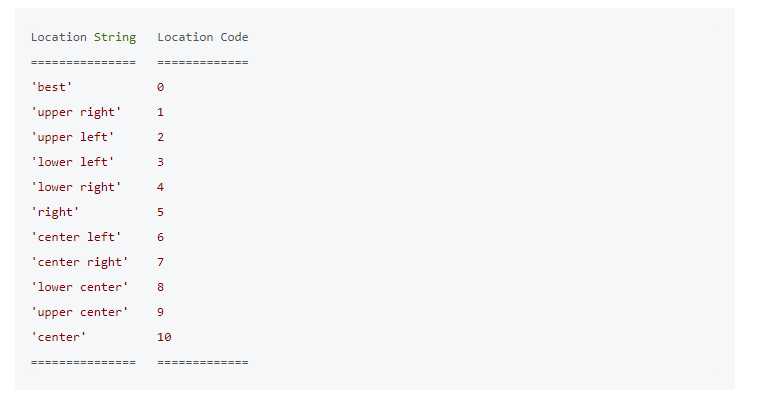 Location String   Location Code
===============   =============
'best'            0
'upper right'     1
'upper left'      2
'lower left'      3
'lower right'     4
'right'           5
'center left'     6
'center right'    7
'lower center'    8
'upper center'    9
'center'          10
===============   =============